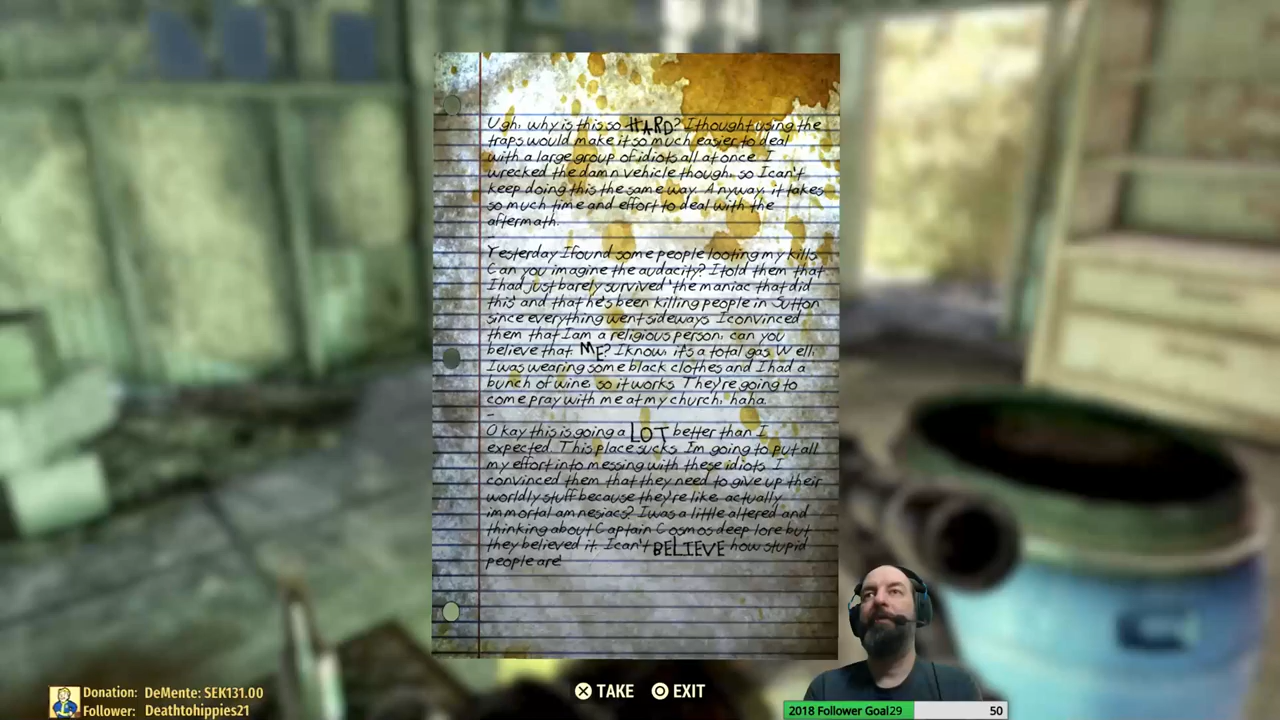 Ugh, why is this so HARD? I thought using the
traps would make it so much easier to deal
with a large group of idiots all at once. I
wrecked the damn vehicle though, so I can't
keep doing this the same way. Anyway, it takes
so much time and effort to deal with the
aftermath.
-
Yesterday I found some people looting my kills.
Can you imagine the audacity? I told them that
I had just barely survived 'the maniac that did
this' and that he's been killing people in Sutton
since everything went sideways. I convinced
them that I am a religious person, can you
believe that. ME? I know, it's a total gas. Well,
I was wearing some black clothes and I had a
bunch of wine so it works. They're going to
come pray with me at my church, haha.
-
Okay this is going a LOT better than I
expected. This place sucks. I'm going to put all
my effort into messing with these idiots. I
convinced them that they need to give up their
worldly stuff because they're like, actually
immortal amnesiacs? I was a little altered and
thinking about Captain Cosmos deep lore but
they believed it. I can't BELIEVE how stupid
people are!
TAKE
EXIT
Donation: DeMente: SEK131.00
Follower: Deathtohippies21
2018 Follower Goal 29 50